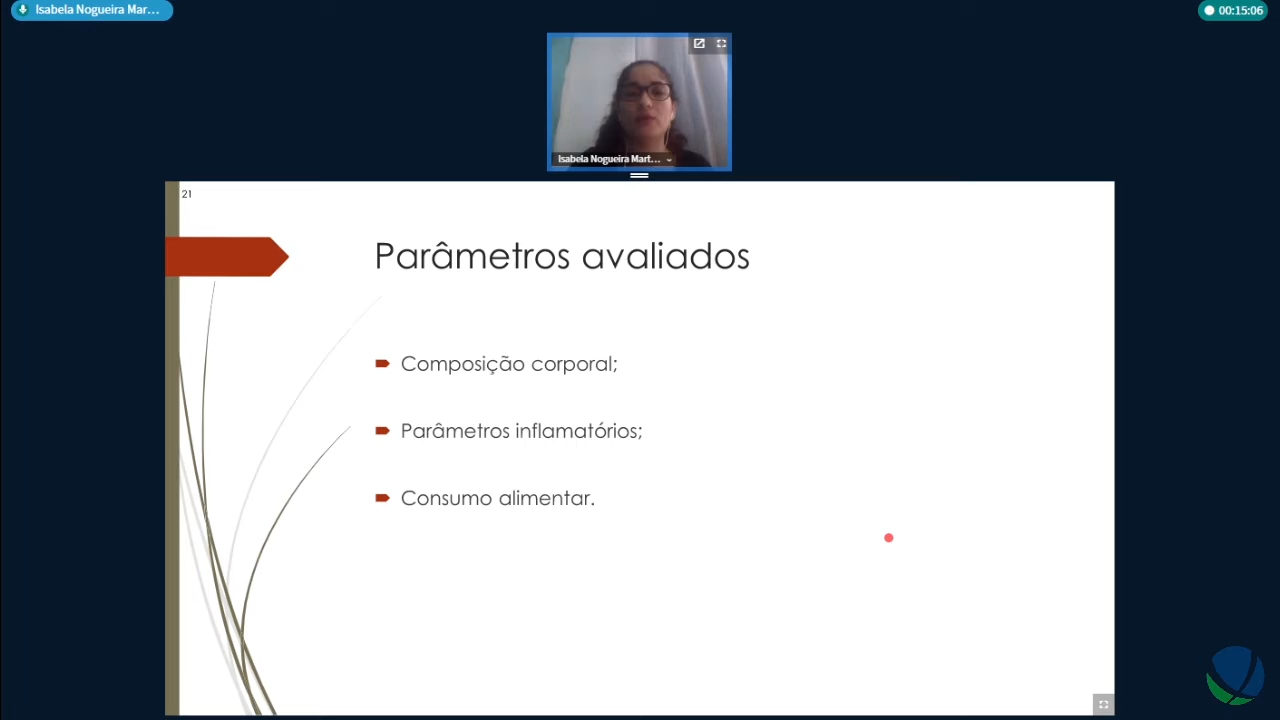 Isabela Nogueira Mar...
00:15:06
Isabela Nogueira Mart...
21
Parâmetros avaliados
Composição corporal;
Parâmetros inflamatórios;
Consumo alimentar.